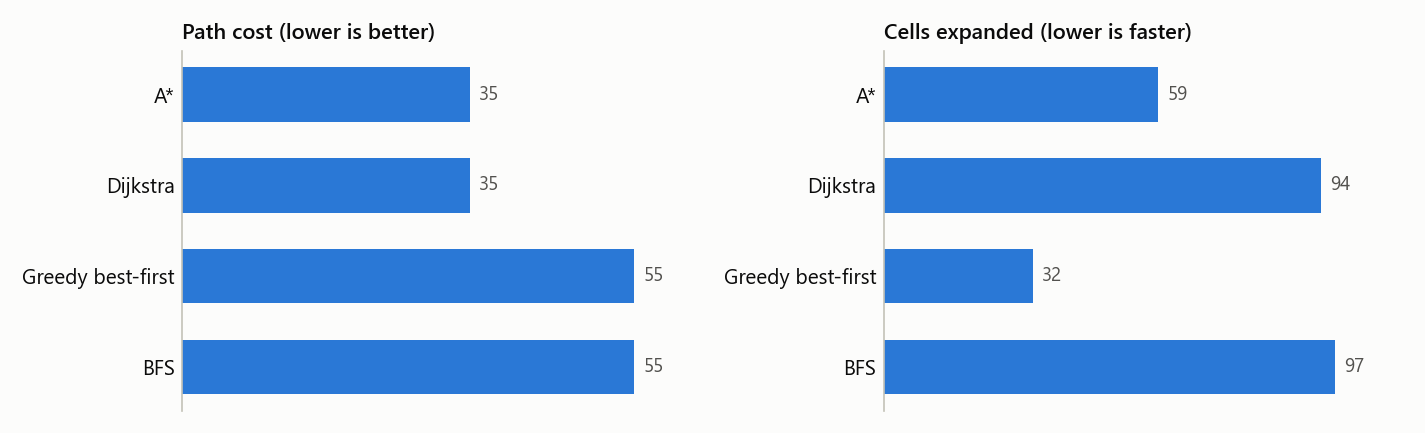 Path cost (lower is better)
A* 35
Dijkstra 35
Greedy best-first 55
BFS 55
Cells expanded (lower is faster)
A* 59
Dijkstra 94
Greedy best-first 32
BFS 97